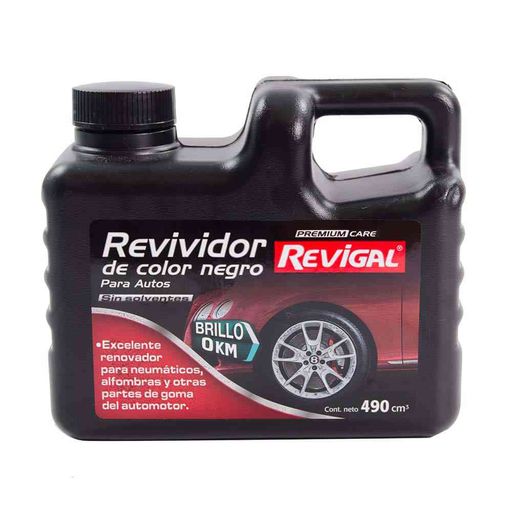 PREMIUM CARE
REVIGAL®
Revividor
de color negro
Para Autos
Sin solventes
BRILLO
0 KM
•Excelente
renovador
para neumáticos,
alfombras y otras
partes de goma
del automotor.
Cont. neto 490 cm³